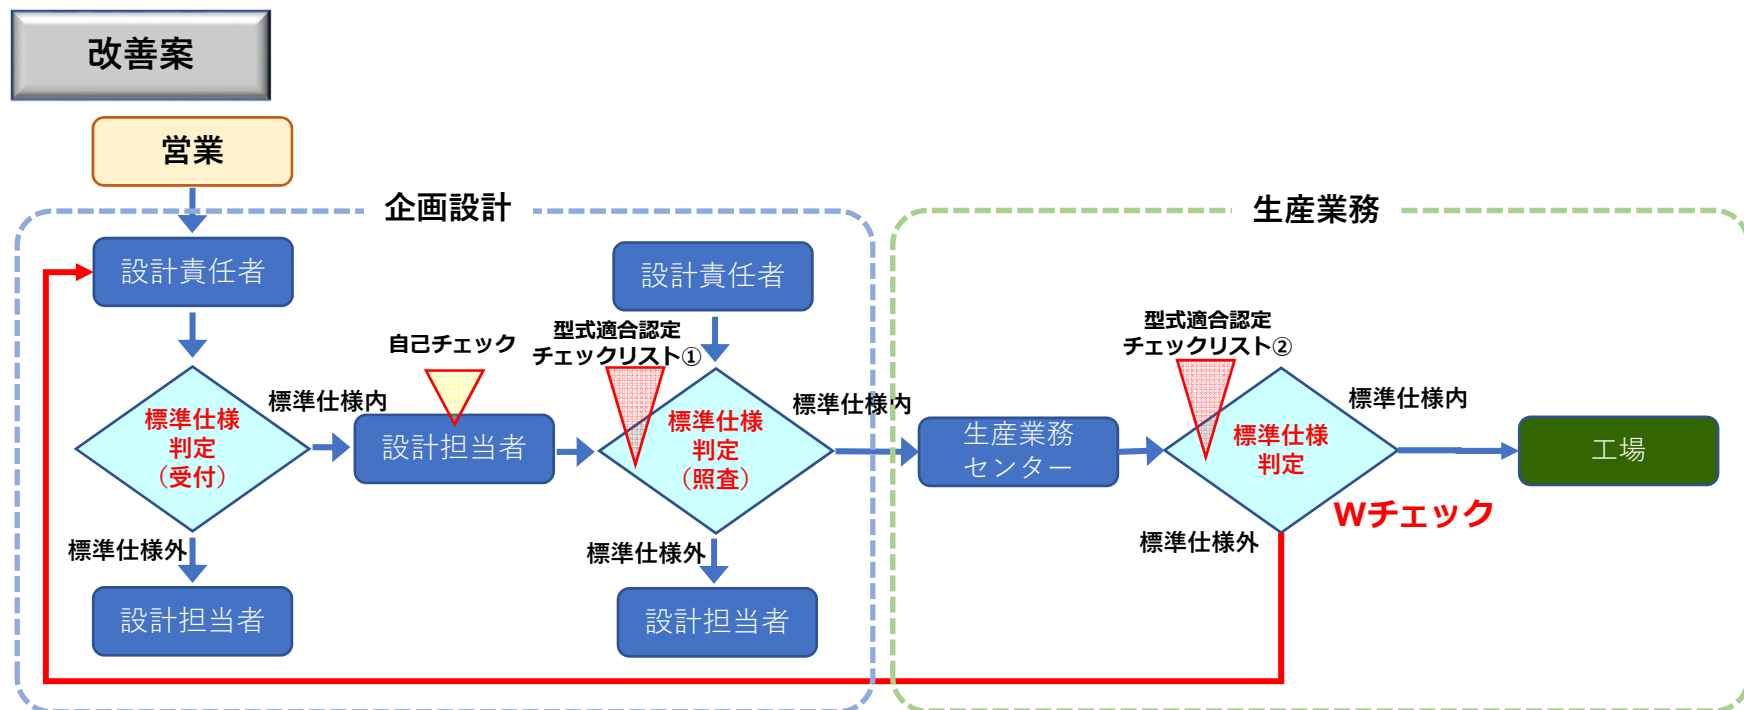 改善案
営業
企画設計
生産業務
設計責任者
設計責任者
自己チェック
型式適合認定
チェックリスト①
型式適合認定
チェックリスト②
標準仕様
判定
（受付）
標準仕様内
設計担当者
標準仕様
判定
（照査）
標準仕様内
生産業務
センター
標準仕様
判定
標準仕様内
工場
Wチェック
標準仕様外
標準仕様外
標準仕様外
設計担当者
設計担当者